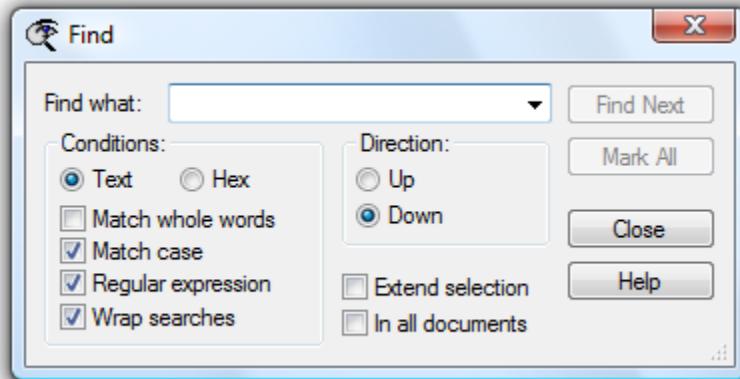 Find
Find what:
Find Next
Conditions:
Direction:
Mark All
Text
Hex
Up
Match whole words
Down
Close
Match case
Regular expression
Extend selection
Help
Wrap searches
In all documents